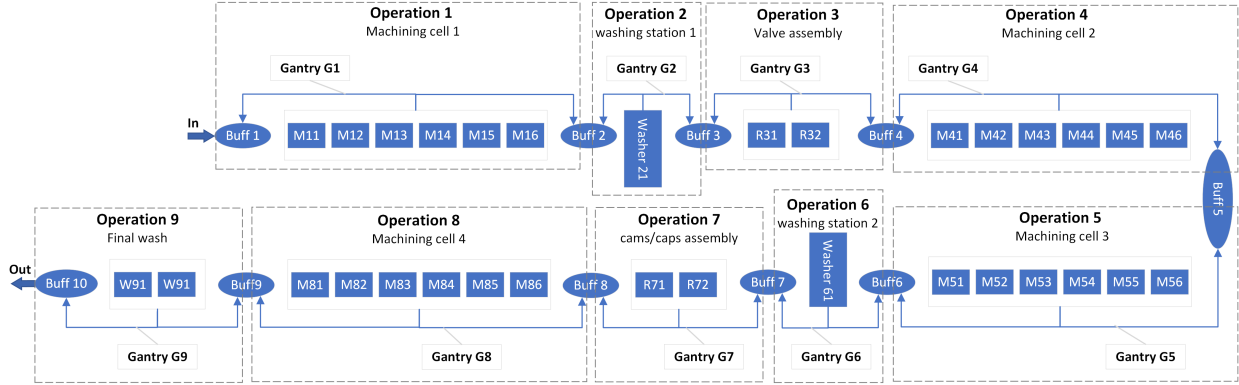 Operation 1
Machining cell 1
Operation 2
washing station 1
Operation 3
Valve assembly
Operation 4
Machining cell 2
Gantry G1
Gantry G2
Gantry G3
Gantry G4
In
Buff 1
M11
M12
M13
M14
M15
M16
Buff 2
Washer 21
Buff 3
R31
R32
Buff 4
M41
M42
M43
M44
M45
M46
Buff 5
Operation 9
Final wash
Operation 8
Machining cell 4
Operation 7
cams/caps assembly
Operation 6
washing station 2
Operation 5
Machining cell 3
Out
Buff 10
W91
W91
Buff9
M81
M82
M83
M84
M85
M86
Buff 8
R71
R72
Buff 7
Washer 61
Buff6
M51
M52
M53
M54
M55
M56
Gantry G9
Gantry G8
Gantry G7
Gantry G6
Gantry G5